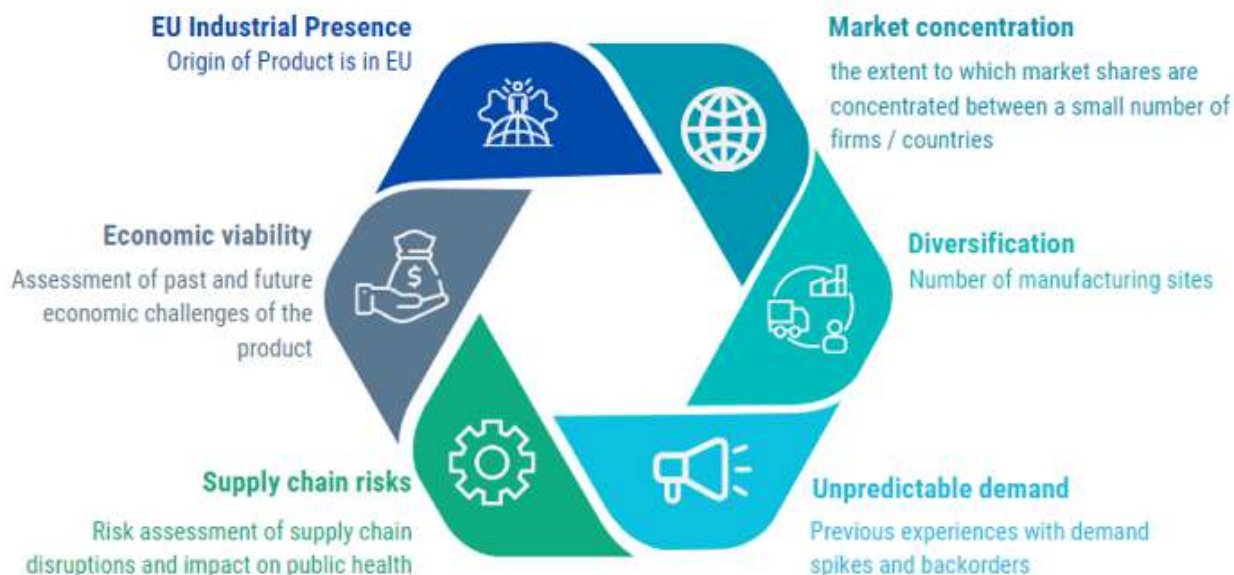 EU Industrial Presence
Origin of Product is in EU
Market concentration
the extent to which market shares are
concentrated between a small number of
firms / countries
Economic viability
Assessment of past and future
economic challenges of the
product
$
Diversification
Number of manufacturing sites
Supply chain risks
Risk assessment of supply chain
disruptions and impact on public health
Unpredictable demand
Previous experiences with demand
spikes and backorders